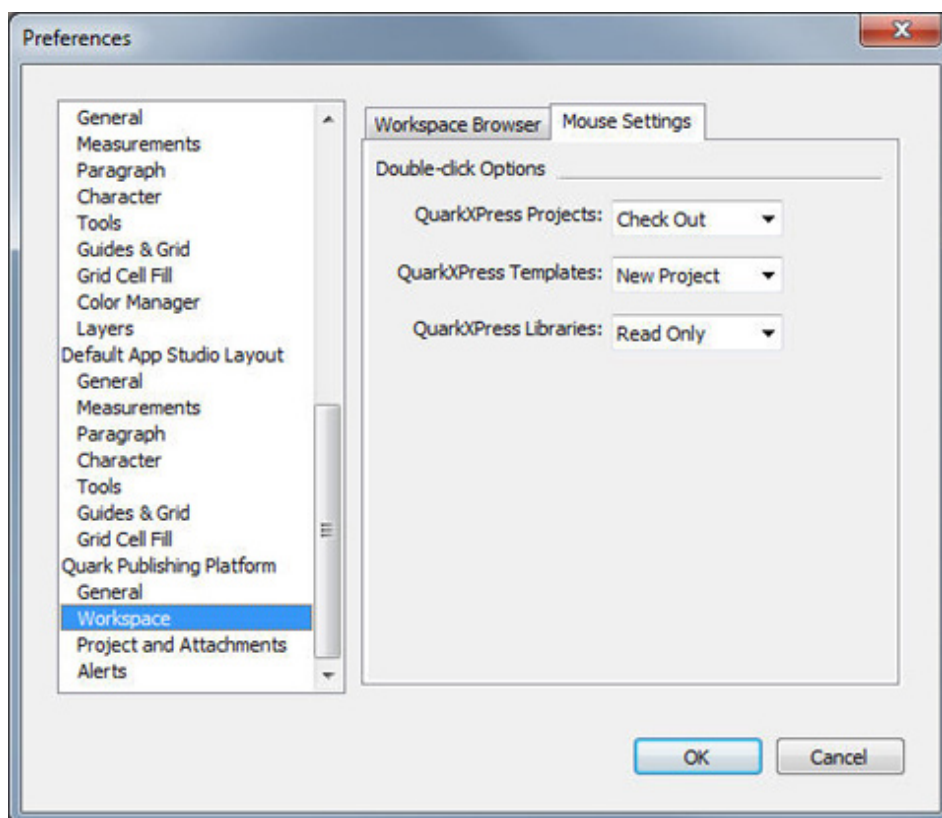 Preferences
General
Measurements
Paragraph
Character
Tools
Guides & Grid
Grid Cell Fill
Color Manager
Layers
Default App Studio Layout
General
Measurements
Paragraph
Character
Tools
Guides & Grid
Grid Cell Fill
Quark Publishing Platform
General
Workspace
Project and Attachments
Alerts
Workspace Browser Mouse Settings
Double-click Options
QuarkXPress Projects: Check Out
QuarkXPress Templates: New Project
QuarkXPress Libraries: Read Only
OK Cancel